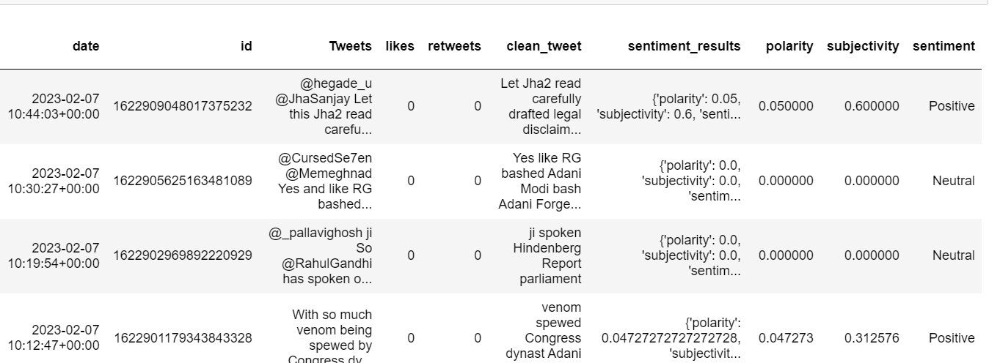 date id Tweets likes retweets clean_tweet sentiment_results polarity subjectivity sentiment
2023-02-07
10:44:03+00:00
1622909048017375232
@hegade_u
@JhaSanjay Let
this Jha2 read
carefu...
0
0
Let Jha2 read
carefully
drafted legal
disclaim...
{'polarity': 0.05,
'subjectivity': 0.6, 'senti...
0.050000
0.600000
Positive
2023-02-07
10:30:27+00:00
1622905625163481089
@CursedSe7en
@Memeghnad
Yes and like RG
bashed...
0
0
Yes like RG
bashed Adani
Modi bash
Adani Forge...
{'polarity': 0.0,
'subjectivity': 0.0,
'sentim...
0.000000
0.000000
Neutral
2023-02-07
10:19:54+00:00
1622902969892220929
@_pallavighosh ji
So
@RahulGandhi
has spoken o...
0
0
ji spoken
Hindenberg
Report
parliament
{'polarity': 0.0,
'subjectivity': 0.0,
'sentim...
0.000000
0.000000
Neutral
2023-02-07
10:12:47+00:00
1622901179343843328
With so much
venom being
spewed by
Congress dy...
0
0
venom
spewed
Congress
dynast Adani
{'polarity':
0.04727272727272728,
'subjectivit...
0.047273
0.312576
Positive